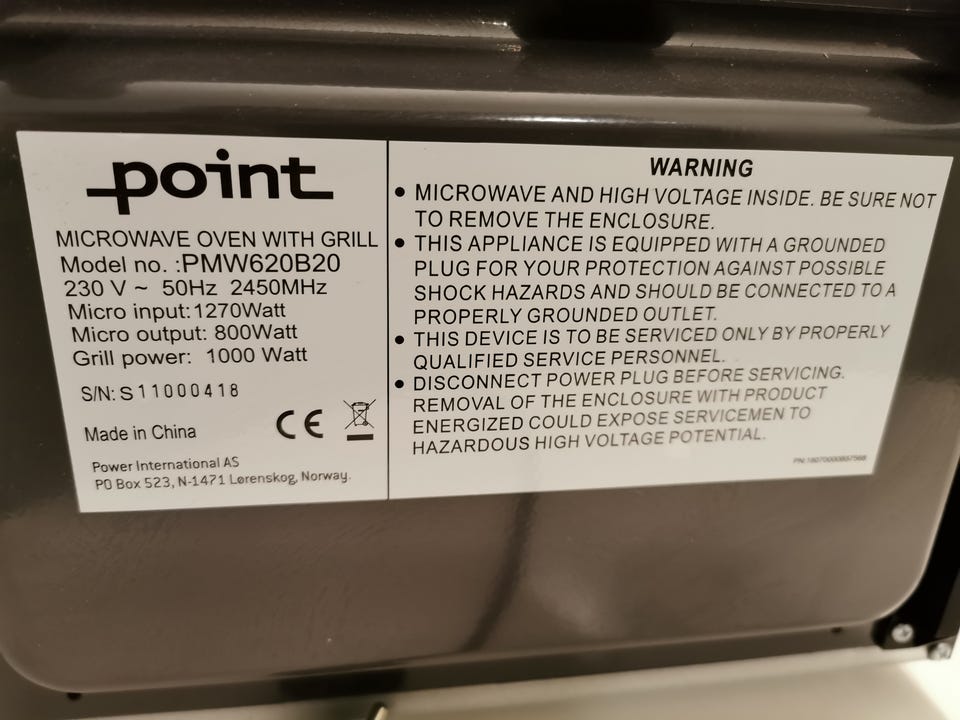 point
MICROWAVE OVEN WITH GRILL
Model no. :PMW620B20
230 V ~ 50Hz 2450MHz
Micro input:1270Watt
Micro output: 800Watt
Grill power: 1000 Watt
S/N: S11000418
Made in China
CE
Power International AS
PO Box 523, N-1471 Lørenskog, Norway.
WARNING
• MICROWAVE AND HIGH VOLTAGE INSIDE. BE SURE NOT
TO REMOVE THE ENCLOSURE.
• THIS APPLIANCE IS EQUIPPED WITH A GROUNDED
PLUG FOR YOUR PROTECTION AGAINST POSSIBLE
SHOCK HAZARDS AND SHOULD BE CONNECTED TO A
PROPERLY GROUNDED OUTLET.
• THIS DEVICE IS TO BE SERVICED ONLY BY PROPERLY
QUALIFIED SERVICE PERSONNEL.
• DISCONNECT POWER PLUG BEFORE SERVICING.
REMOVAL OF THE ENCLOSURE WITH PRODUCT
ENERGIZED COULD EXPOSE SERVICEMEN TO
HAZARDOUS HIGH VOLTAGE POTENTIAL.